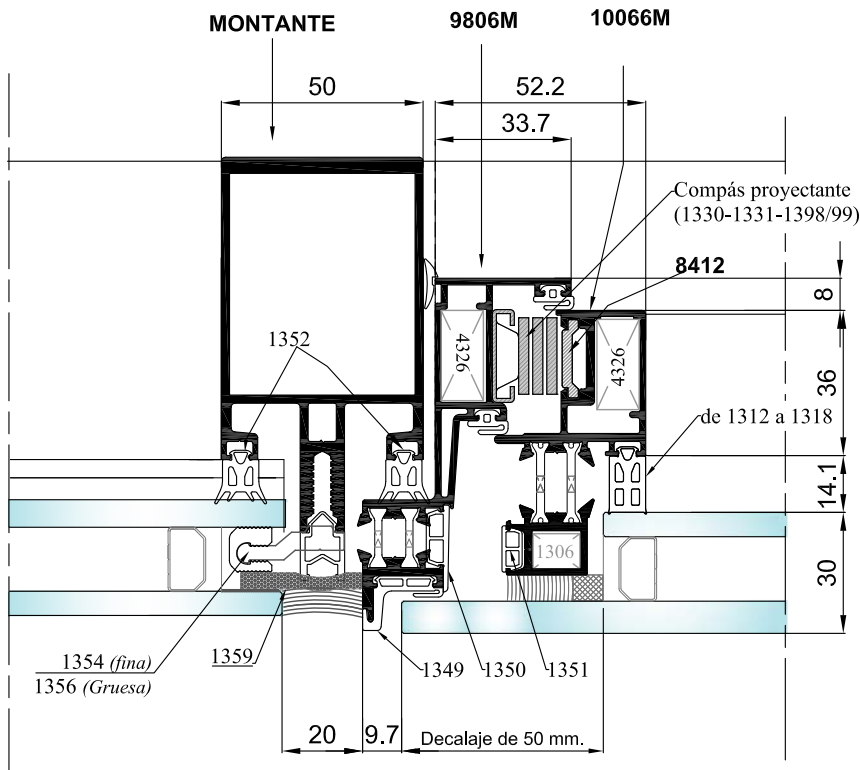 MONTANTE
9806M
10066M
50
52.2
33.7
Compás proyectante
(1330-1331-1398/99)
8412
8
1352
4326
4326
36
de 1312 a 1318
14.1
1306
30
1354 (fina)
1356 (Gruesa)
1359
1349
1350
1351
20
9.7
Decalaje de 50 mm.